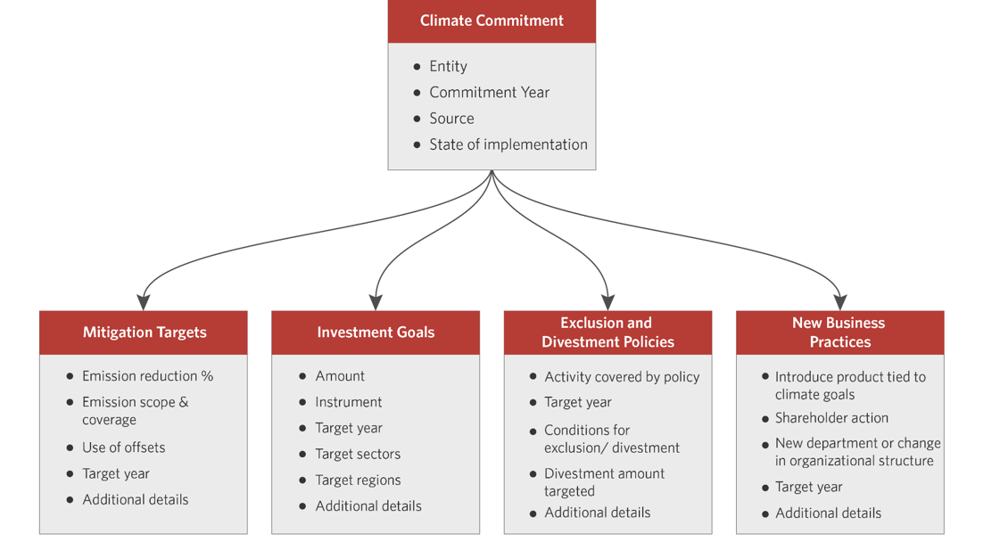 Climate Commitment
● Entity
● Commitment Year
● Source
● State of implementation
Mitigation Targets
● Emission reduction %
● Emission scope &
coverage
● Use of offsets
● Target year
● Additional details
Investment Goals
● Amount
● Instrument
● Target year
● Target sectors
● Target regions
● Additional details
Exclusion and
Divestment Policies
● Activity covered by policy
● Target year
● Conditions for
exclusion/ divestment
● Divestment amount
targeted
● Additional details
New Business
Practices
● Introduce product tied to
climate goals
● Shareholder action
● New department or change
in organizational structure
● Target year
● Additional details